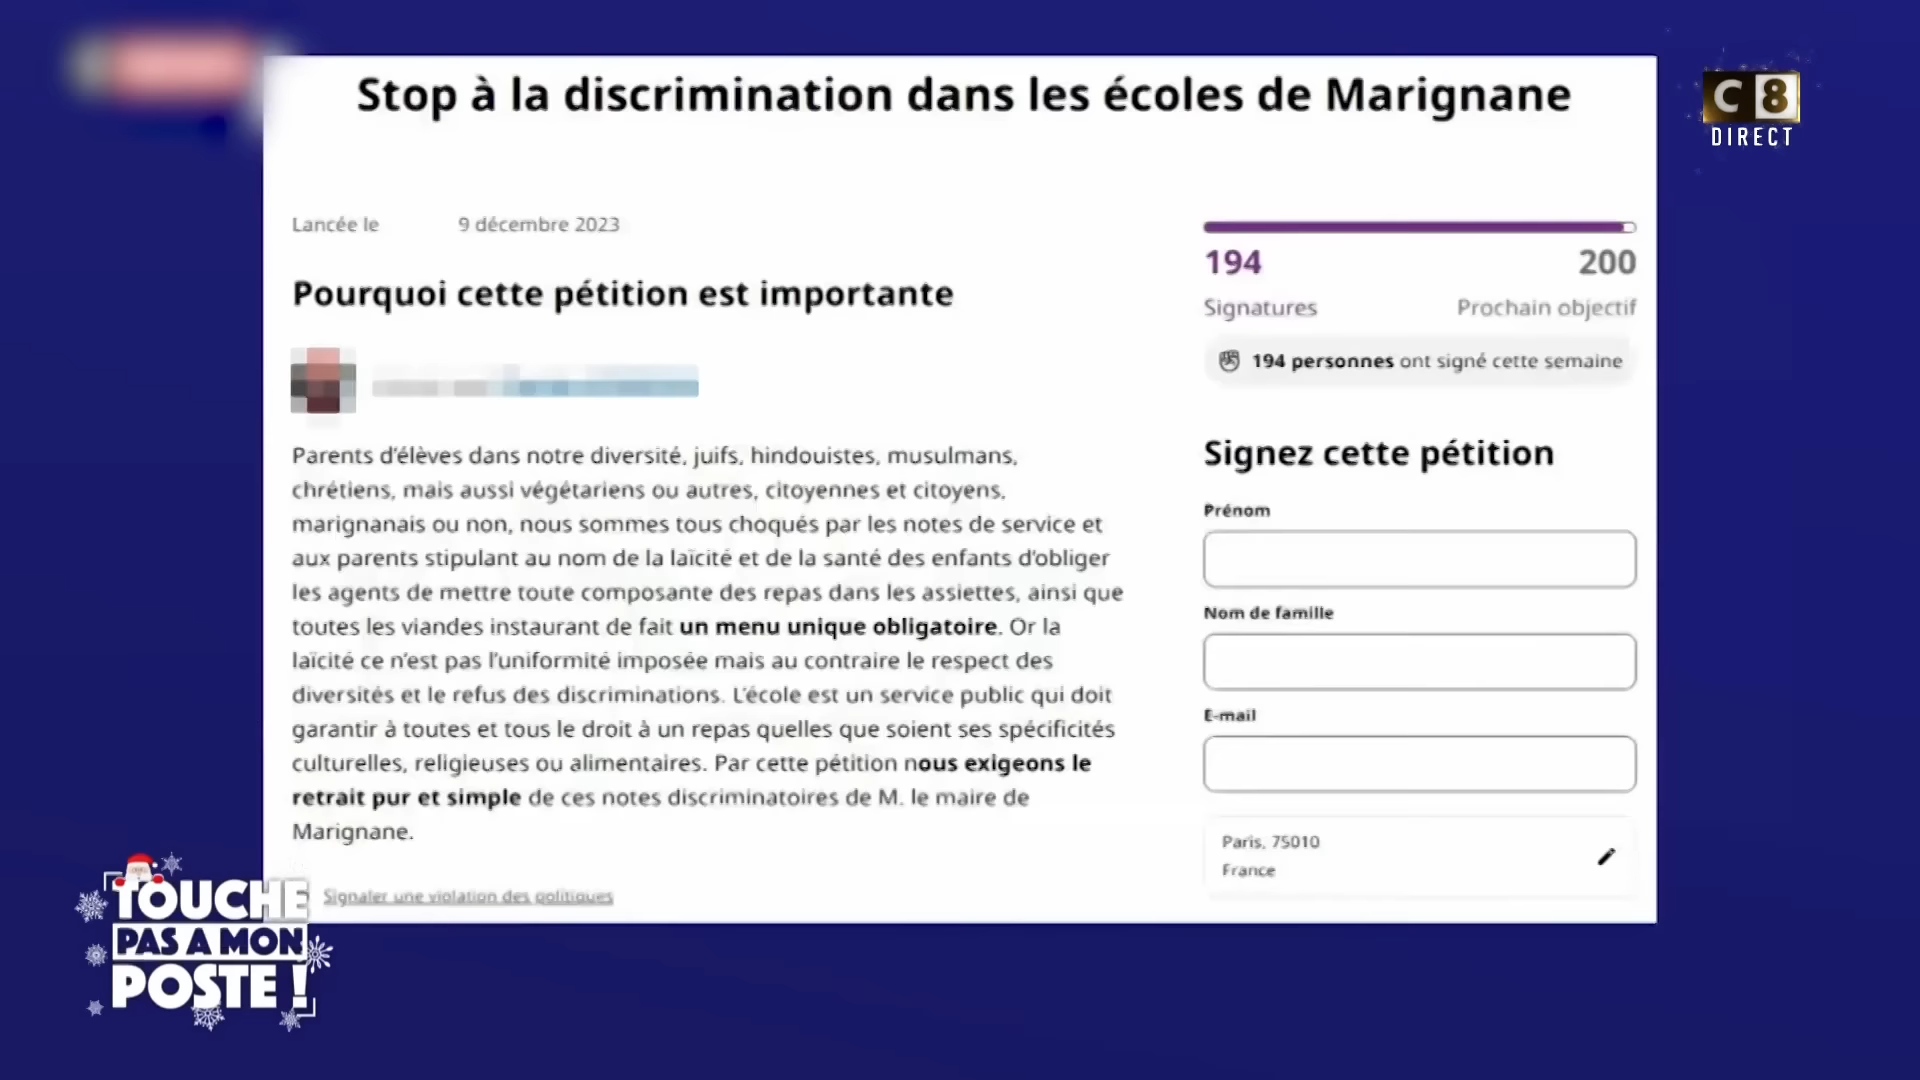 Stop à la discrimination dans les écoles de Marignane
C8
DIRECT
Lancée le 9 décembre 2023
Pourquoi cette pétition est importante
Parents d'élèves dans notre diversité, juifs, hindouistes, musulmans,
chrétiens, mais aussi végétariens ou autres, citoyennes et citoyens,
marignanais ou non, nous sommes tous choqués par les notes de service et
aux parents stipulant au nom de la laïcité et de la santé des enfants d'obliger
les agents de mettre toute composante des repas dans les assiettes, ainsi que
toutes les viandes instaurant de fait un menu unique obligatoire. Or la
laïcité ce n'est pas l'uniformité imposée mais au contraire le respect des
diversités et le refus des discriminations. L'école est un service public qui doit
garantir à toutes et tous le droit à un repas quelles que soient ses spécificités
culturelles, religieuses ou alimentaires. Par cette pétition nous exigeons le
retrait pur et simple de ces notes discriminatoires de M. le maire de
Marignane.
Signaler une violation des politiques
194 200
Signatures Prochain objectif
194 personnes ont signé cette semaine
Signez cette pétition
Prénom
Nom de famille
E-mail
Paris, 75010
France
TOUCHE
PAS A MON
POSTE !